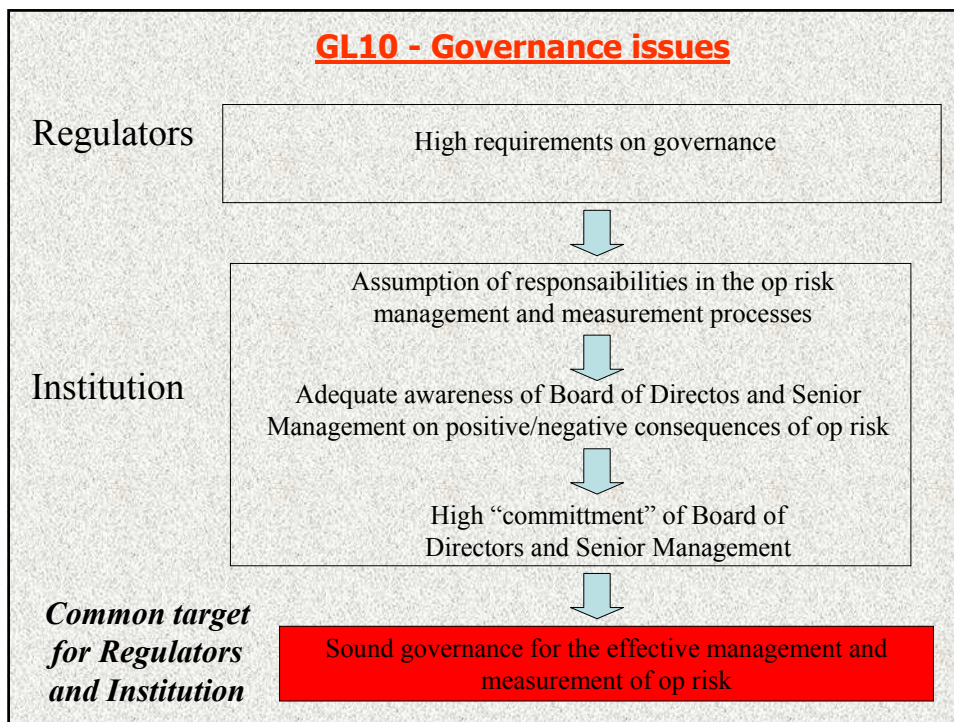 GL10 - Governance issues
Regulators
High requirements on governance
Assumption of responsaibilities in the op risk
management and measurement processes
Institution
Adequate awareness of Board of Directos and Senior
Management on positive/negative consequences of op risk
High “committment” of Board of
Directors and Senior Management
Common target
for Regulators
and Institution
Sound governance for the effective management and
measurement of op risk